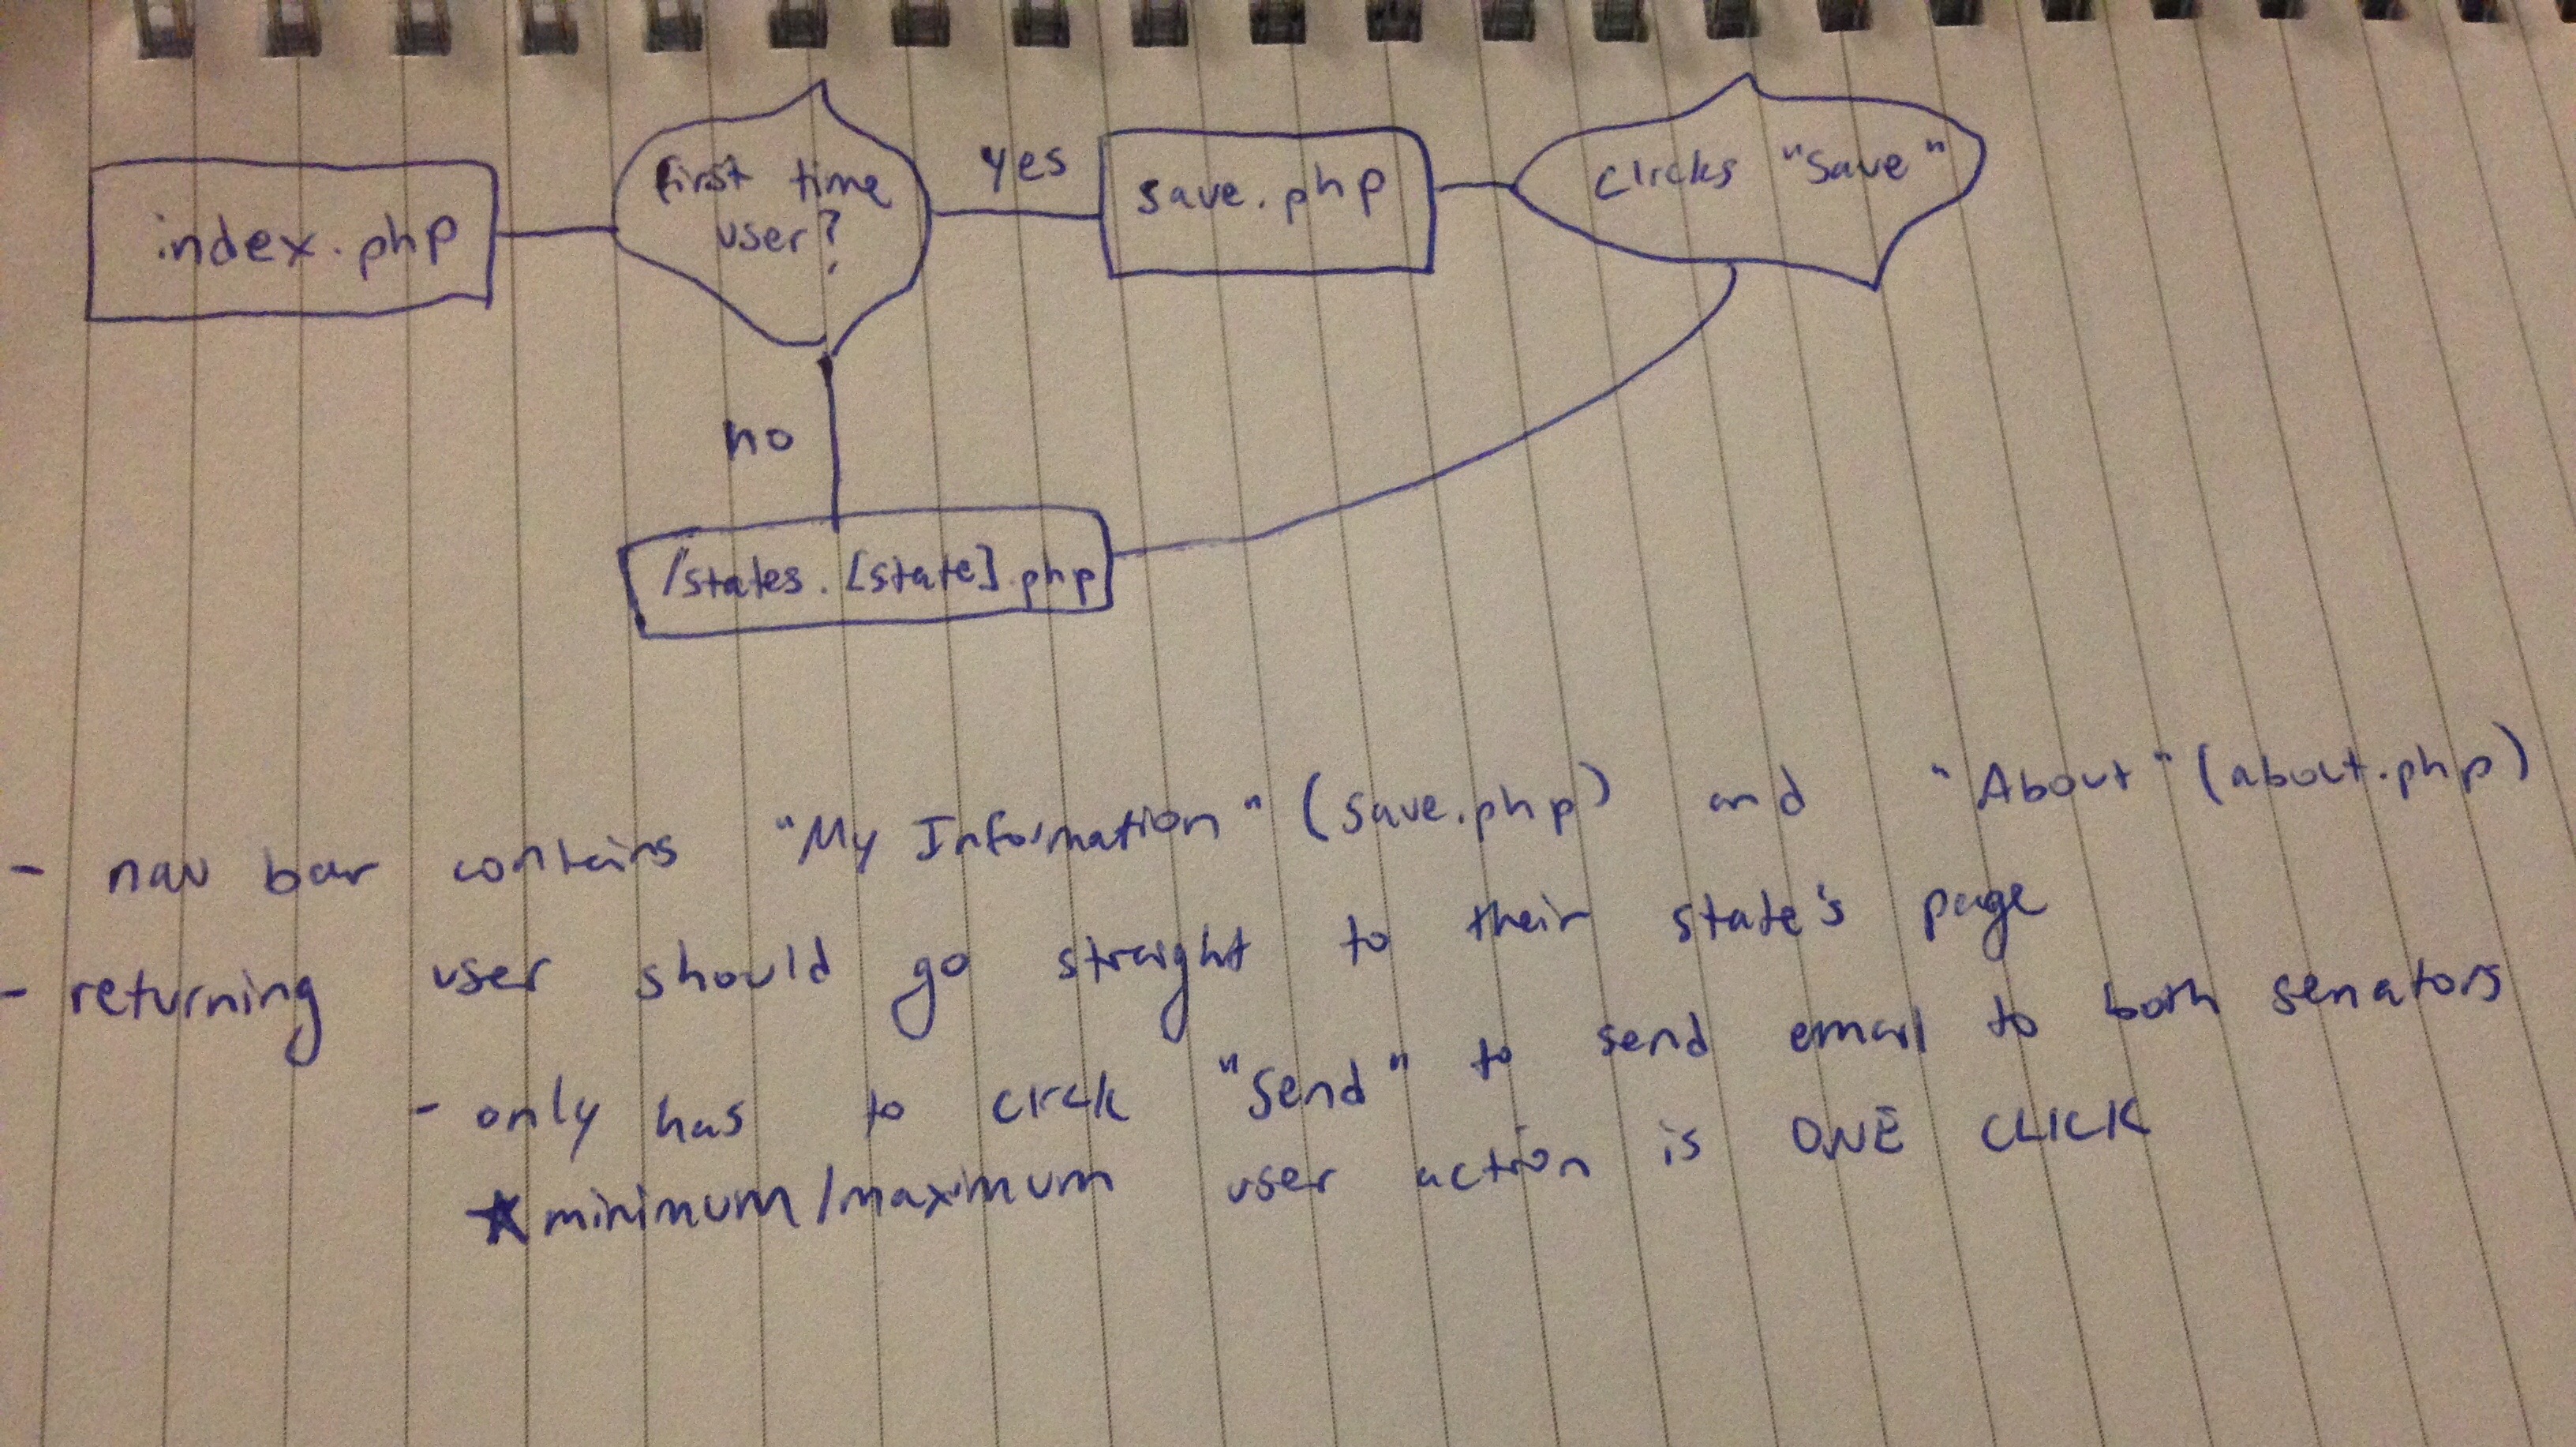 index.php
first time
user?
yes
save.php
clicks "Save"
no
/states.[state].php
- nav bar contains "My Information" (save.php) and "About" (about.php)
- returning user should go straight to their state's page
- only has to click "Send" to send email to both senators
★ minimum/maximum user action is ONE CLICK